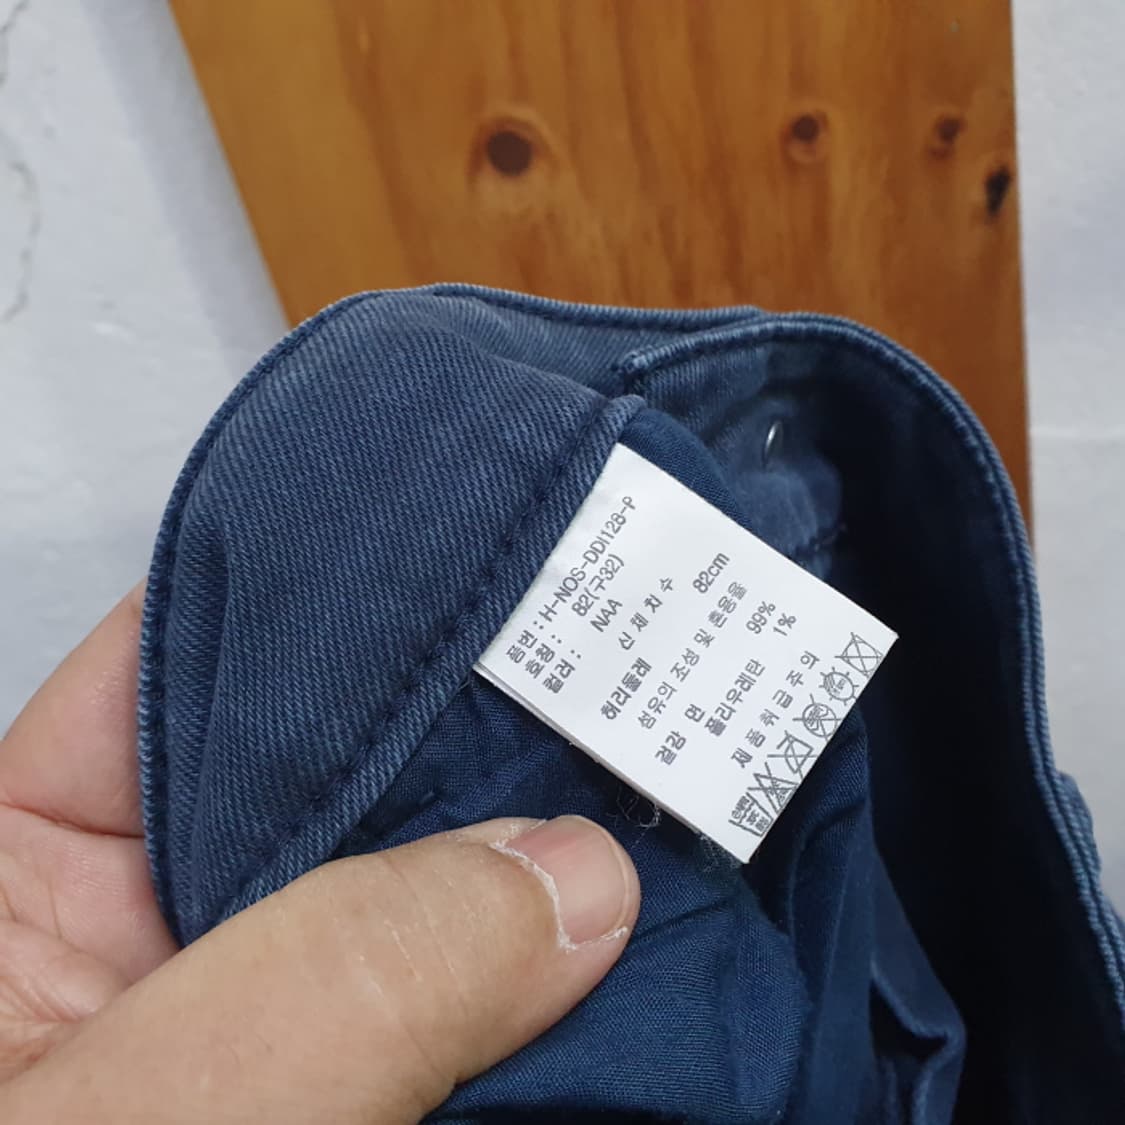 품번 : H-NOS-DDI128-P
호칭 : 82(구32)
컬러 : NAA
신 체 치 수
허리둘레 82cm
섬유의 조성 및 혼용율
겉감 면 99%
폴리우레탄 1%
제 품 취 급 주 의